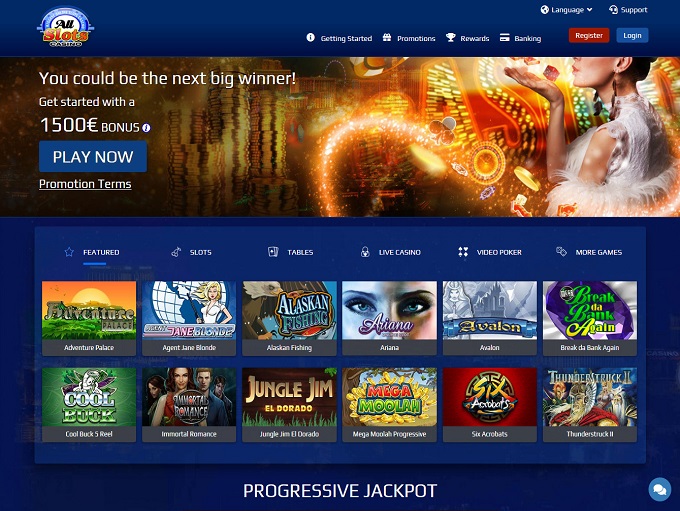 Language
Support
All
Slots
CASINO
Getting Started
Promotions
Rewards
Banking
Register
Login
You could be the next big winner!
Get started with a
1500€ BONUS
PLAY NOW
Promotion Terms
FEATURED
SLOTS
TABLES
LIVE CASINO
VIDEO POKER
MORE GAMES
Adventure
PALACE
AGENT JANE BLONDE
ALASKAN
FISHING
Ariana
Avalon
Break
da Bank
Again
Adventure Palace
Agent Jane Blonde
Alaskan Fishing
Ariana
Avalon
Break da Bank Again
COOL
BUCK
IMMORTAL
ROMANCE
JUNGLE JIM
EL DORADO
MEGA
MOOLAH
SIX
Acrobats
THUNDERSTRUCK II
Cool Buck 5 Reel
Immortal Romance
Jungle Jim El Dorado
Mega Moolah Progressive
Six Acrobats
Thunderstruck II
PROGRESSIVE JACKPOT